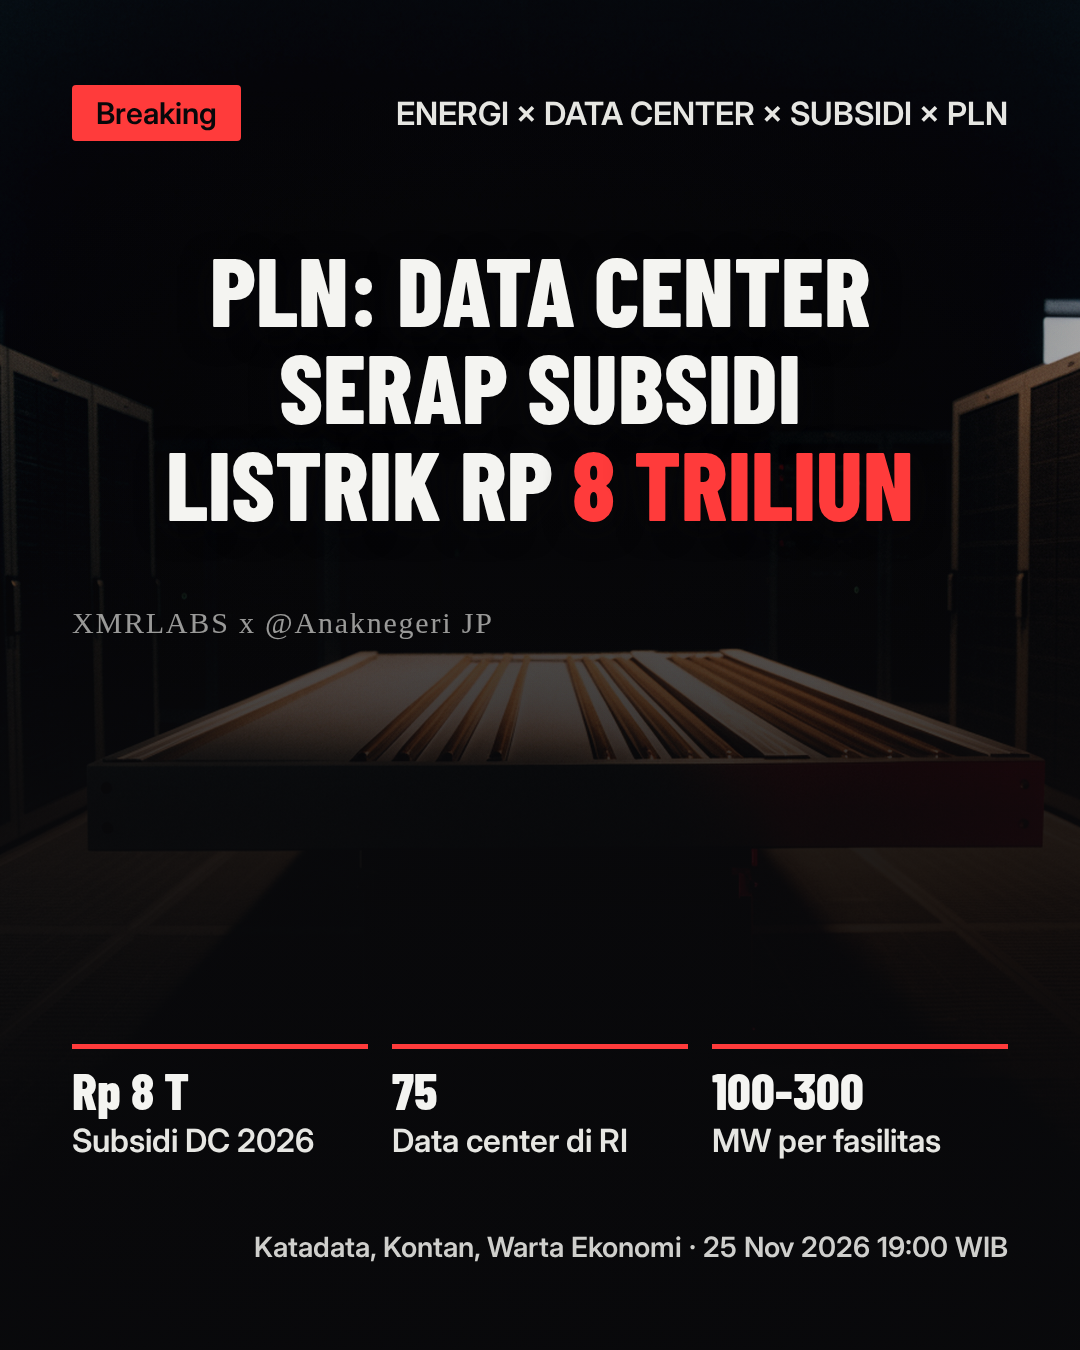 Breaking
ENERGI × DATA CENTER × SUBSIDI × PLN
PLN: DATA CENTER
SERAP SUBSIDI
LISTRIK RP 8 TRILIUN
XMRLABS x @Anaknegeri JP
Rp 8 T
Subsidi DC 2026
75
Data center di RI
100-300
MW per fasilitas
Katadata, Kontan, Warta Ekonomi · 25 Nov 2026 19:00 WIB